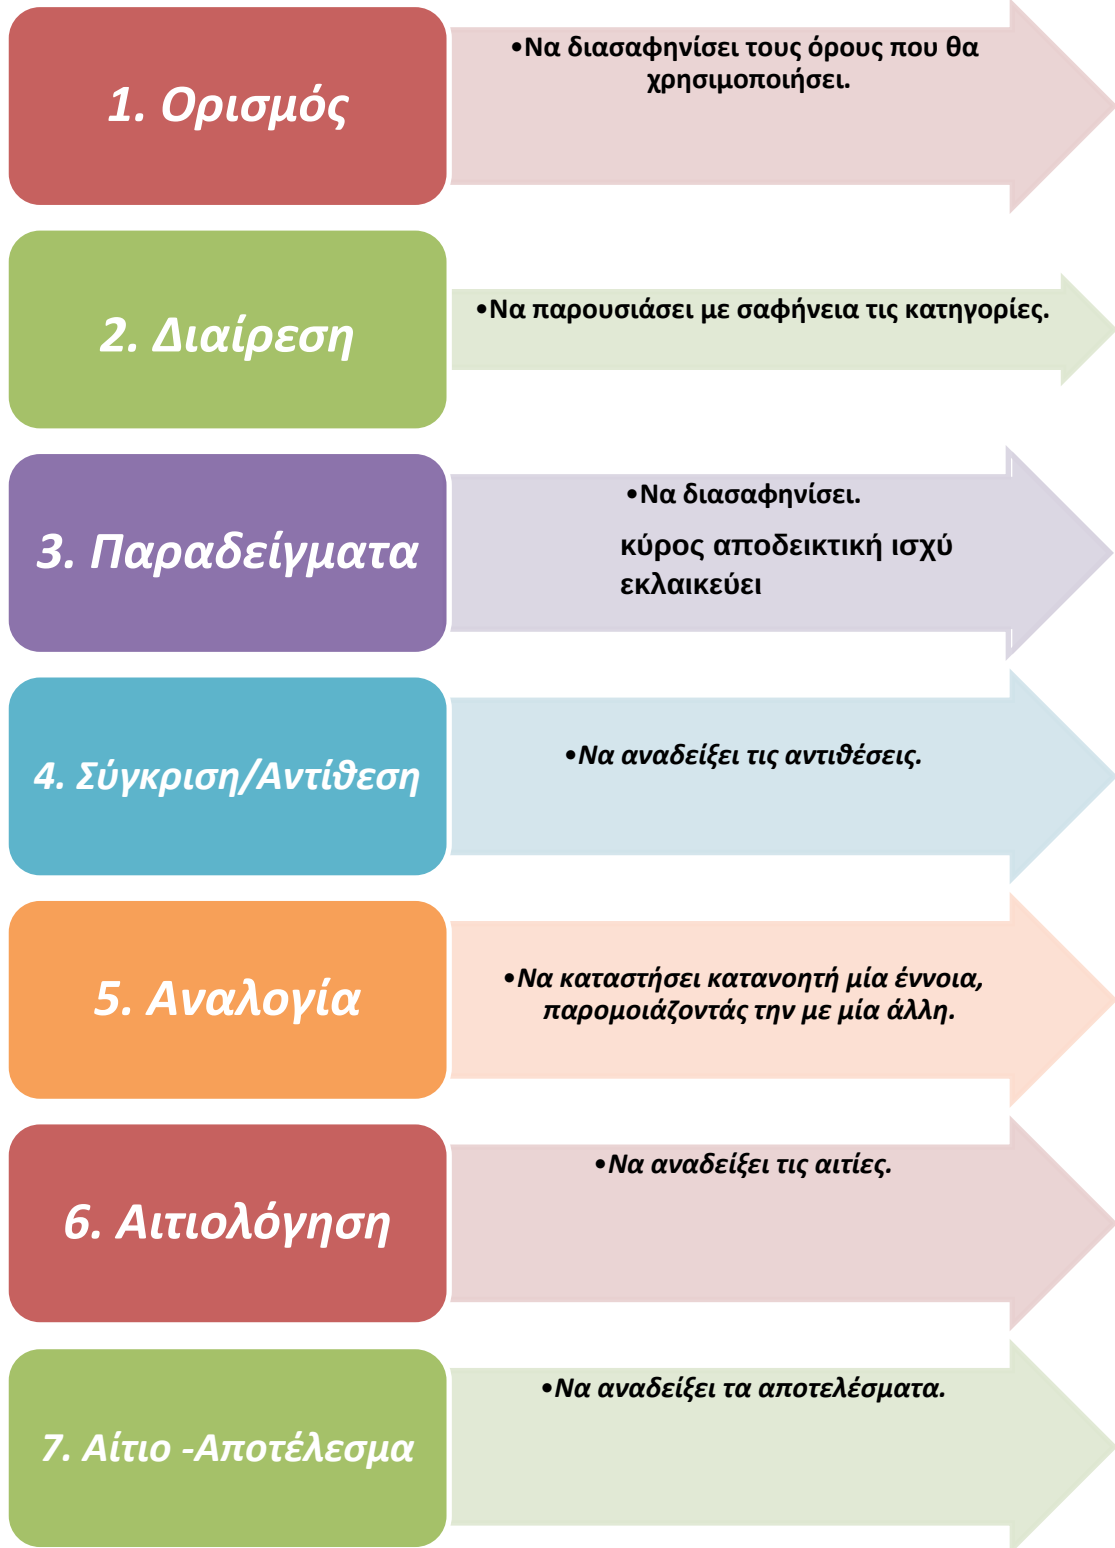 1. Ορισμός
•Να διασαφηνίσει τους όρους που θα
χρησιμοποιήσει.
2. Διαίρεση
•Να παρουσιάσει με σαφήνεια τις κατηγορίες.
3. Παραδείγματα
•Να διασαφηνίσει.
κύρος αποδεικτική ισχύ
εκλαικεύει
4. Σύγκριση/Αντίθεση
•Να αναδείξει τις αντιθέσεις.
5. Αναλογία
•Να καταστήσει κατανοητή μία έννοια,
παρομοιάζοντάς την με μία άλλη.
6. Αιτιολόγηση
•Να αναδείξει τις αιτίες.
7. Αίτιο -Αποτέλεσμα
•Να αναδείξει τα αποτελέσματα.